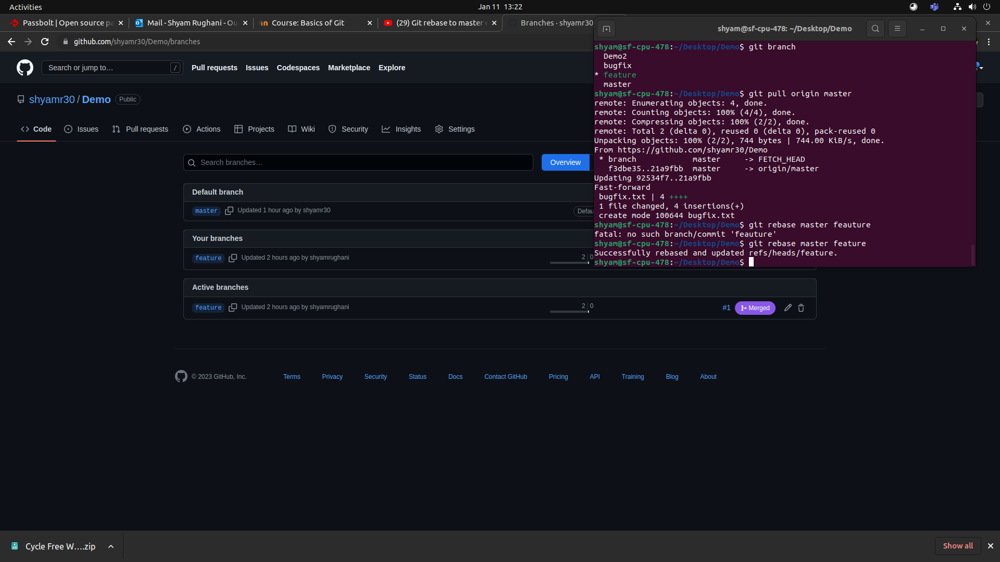 Activities
Jan 11 13:22
Passbolt | Open source pa
Mail - Shyam Rughani - Ou
Course: Basics of Git
(29) Git rebase to master e
Branches · shyamr30
github.com/shyamr30/Demo/branches
Search or jump to…
/
Pull requests
Issues
Codespaces
Marketplace
Explore
shyamr30 / Demo
Public
Code
Issues
Pull requests
Actions
Projects
Wiki
Security
Insights
Settings
Search branches…
Overview
Default branch
master
Updated 1 hour ago by shyamr30
Defau
Your branches
feature
Updated 2 hours ago by shyamrughani
2 | 0
Active branches
feature
Updated 2 hours ago by shyamrughani
2 | 0
#1
Merged
© 2023 GitHub, Inc.
Terms
Privacy
Security
Status
Docs
Contact GitHub
Pricing
API
Training
Blog
About
shyam@sf-cpu-478: ~/Desktop/Demo
shyam@sf-cpu-478:~/Desktop/Demo$ git branch
Demo2
bugfix
* feature
master
shyam@sf-cpu-478:~/Desktop/Demo$ git pull origin master
remote: Enumerating objects: 4, done.
remote: Counting objects: 100% (4/4), done.
remote: Compressing objects: 100% (2/2), done.
remote: Total 2 (delta 0), reused 0 (delta 0), pack-reused 0
Unpacking objects: 100% (2/2), 744 bytes | 744.00 KiB/s, done.
From https://github.com/shyamr30/Demo
* branch            master     -> FETCH_HEAD
f3dbe35..21a9fbb  master     -> origin/master
Updating 92534f7..21a9fbb
Fast-forward
bugfix.txt | 4 ++++
1 file changed, 4 insertions(+)
create mode 100644 bugfix.txt
shyam@sf-cpu-478:~/Desktop/Demo$ git rebase master feauture
fatal: no such branch/commit 'feauture'
shyam@sf-cpu-478:~/Desktop/Demo$ git rebase master feature
Successfully rebased and updated refs/heads/feature.
shyam@sf-cpu-478:~/Desktop/Demo$
Cycle Free W....zip
Show all